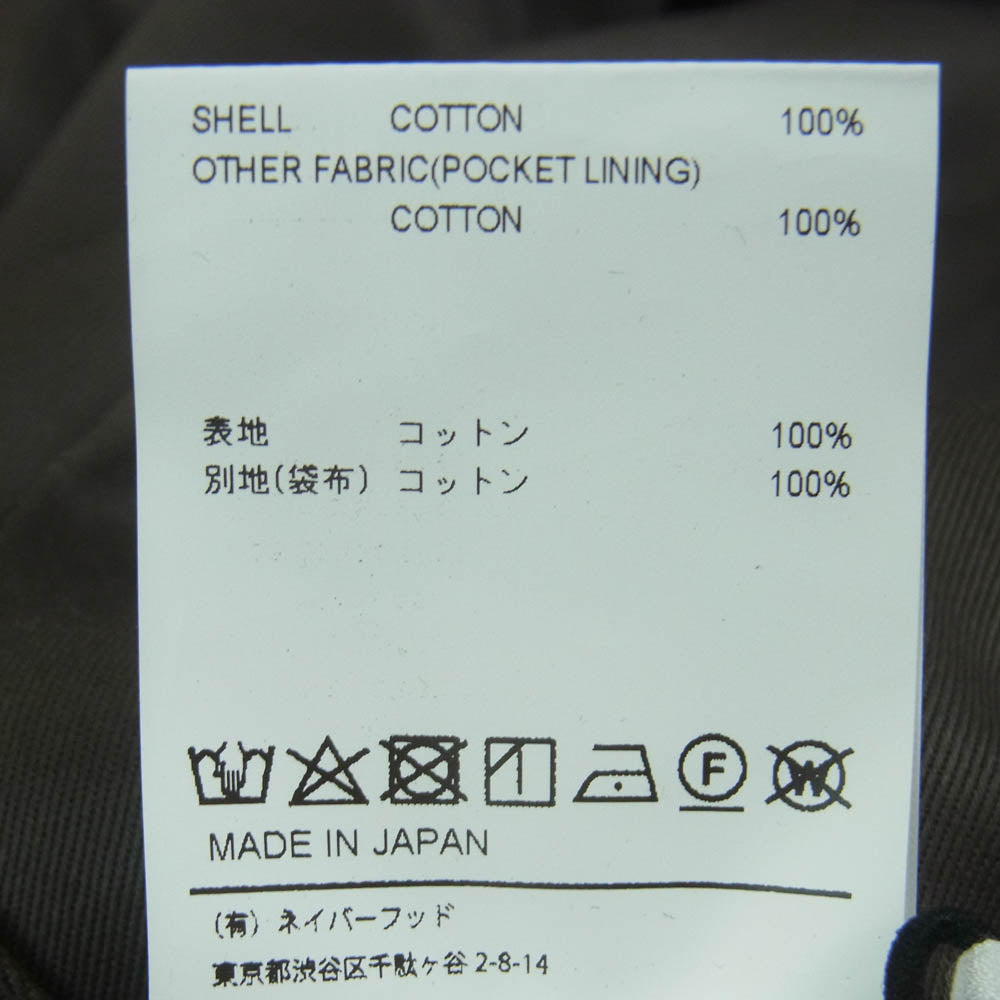 SHELL COTTON 100%
OTHER FABRIC(POCKET LINING)
COTTON 100%
表地 コットン 100%
別地(袋布) コットン 100%
F W
MADE IN JAPAN
(有) ネイバーフッド
東京都渋谷区千駄ヶ谷 2-8-14